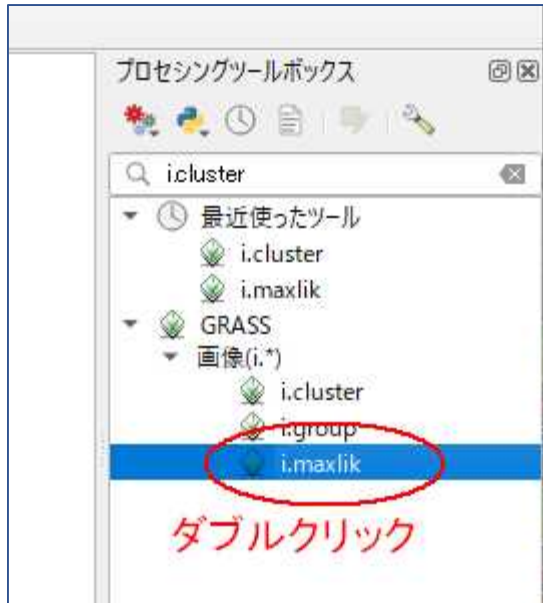 プロセシングツールボックス
i.cluster
最近使ったツール
i.cluster
i.maxlik
GRASS
画像(i.*)
i.cluster
i.group
i.maxlik
ダブルクリック